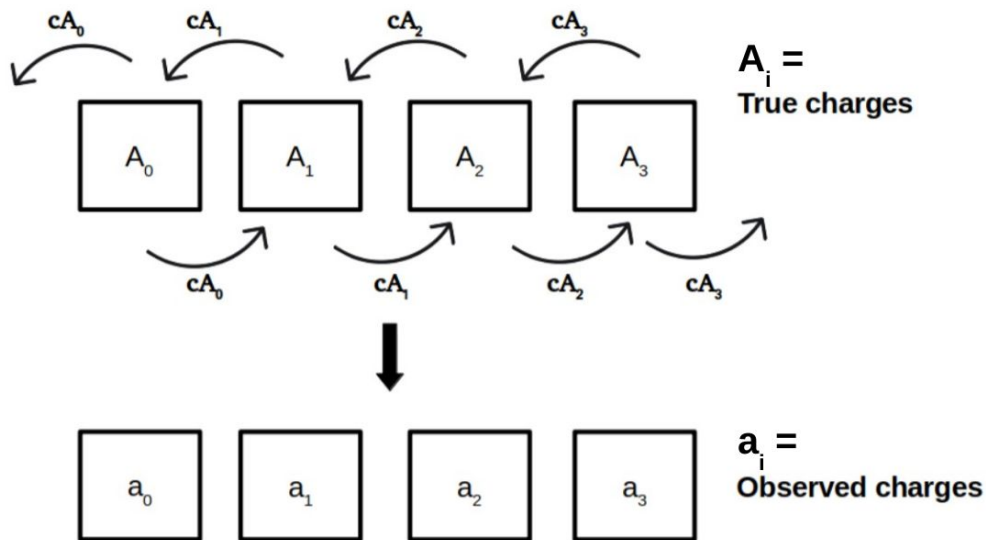 cA₀ cA₁ cA₂ cA₃
Aᵢ =
True charges
A₀ A₁ A₂ A₃
cA₀ cA₁ cA₂ cA₃
aᵢ =
Observed charges
a₀ a₁ a₂ a₃